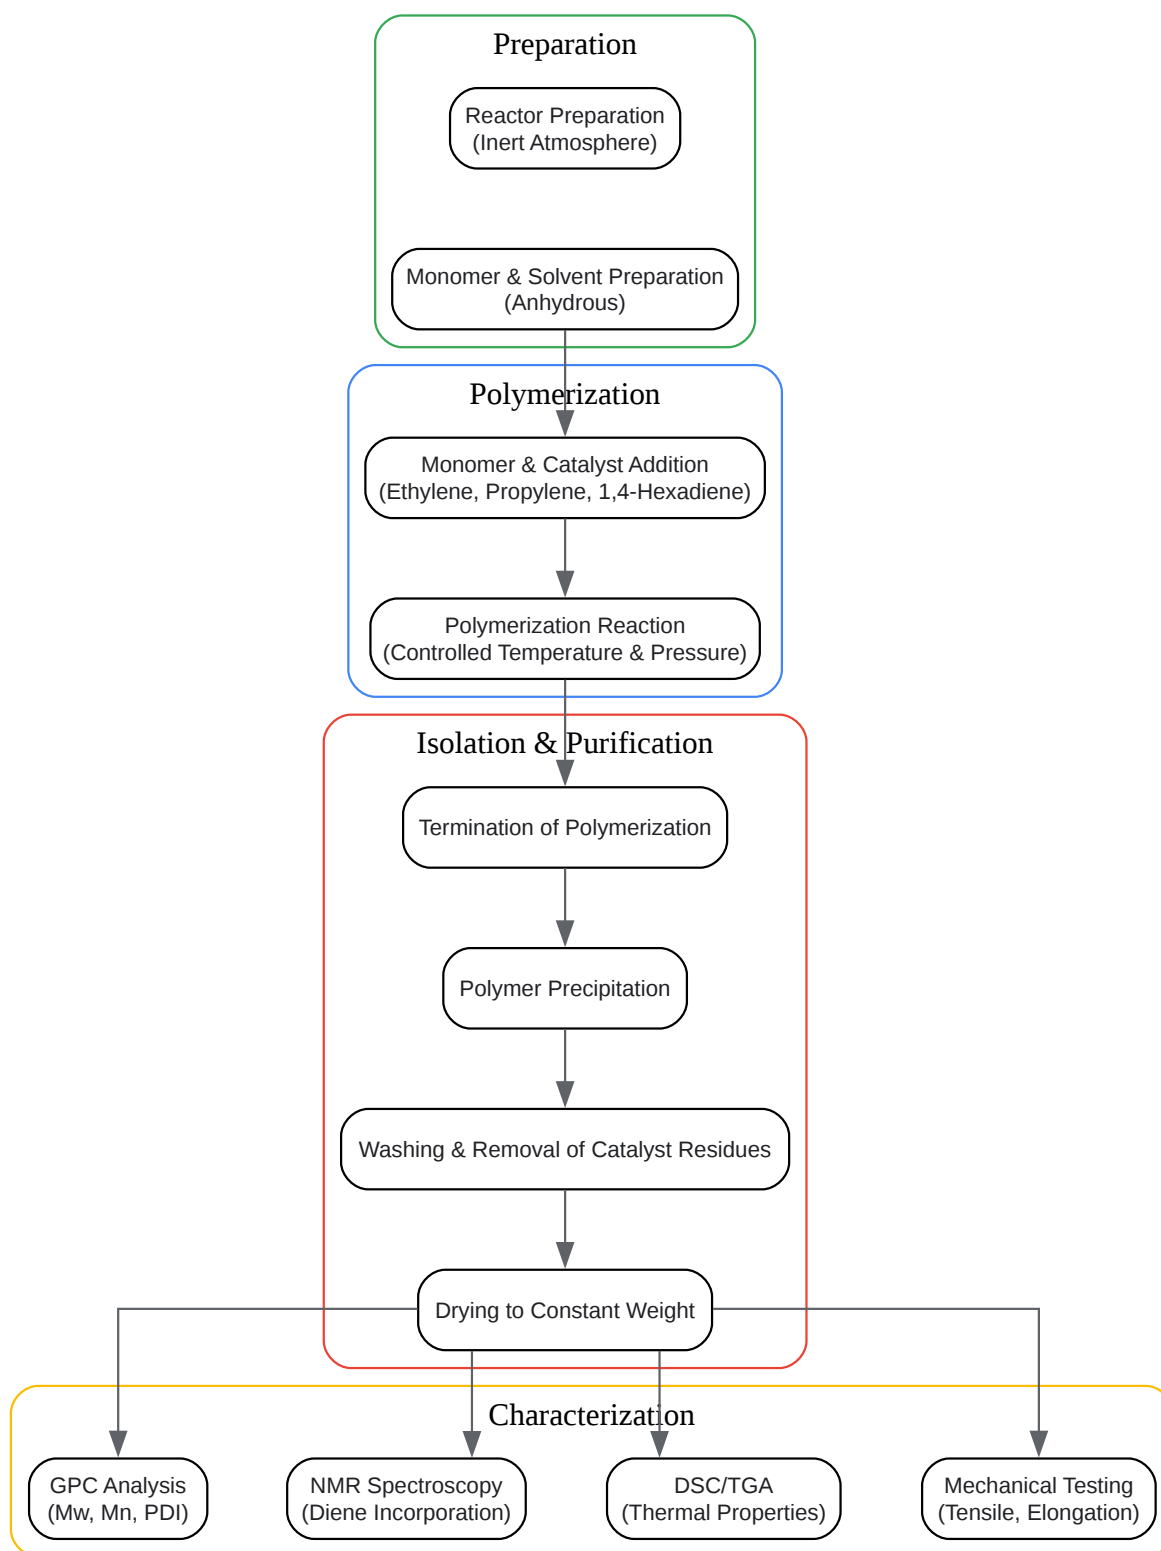 Preparation
Reactor Preparation
(Inert Atmosphere)
Monomer & Solvent Preparation
(Anhydrous)
Polymerization
Monomer & Catalyst Addition
(Ethylene, Propylene, 1,4-Hexadiene)
Polymerization Reaction
(Controlled Temperature & Pressure)
Isolation & Purification
Termination of Polymerization
Polymer Precipitation
Washing & Removal of Catalyst Residues
Drying to Constant Weight
Characterization
GPC Analysis
(Mw, Mn, PDI)
NMR Spectroscopy
(Diene Incorporation)
DSC/TGA
(Thermal Properties)
Mechanical Testing
(Tensile, Elongation)